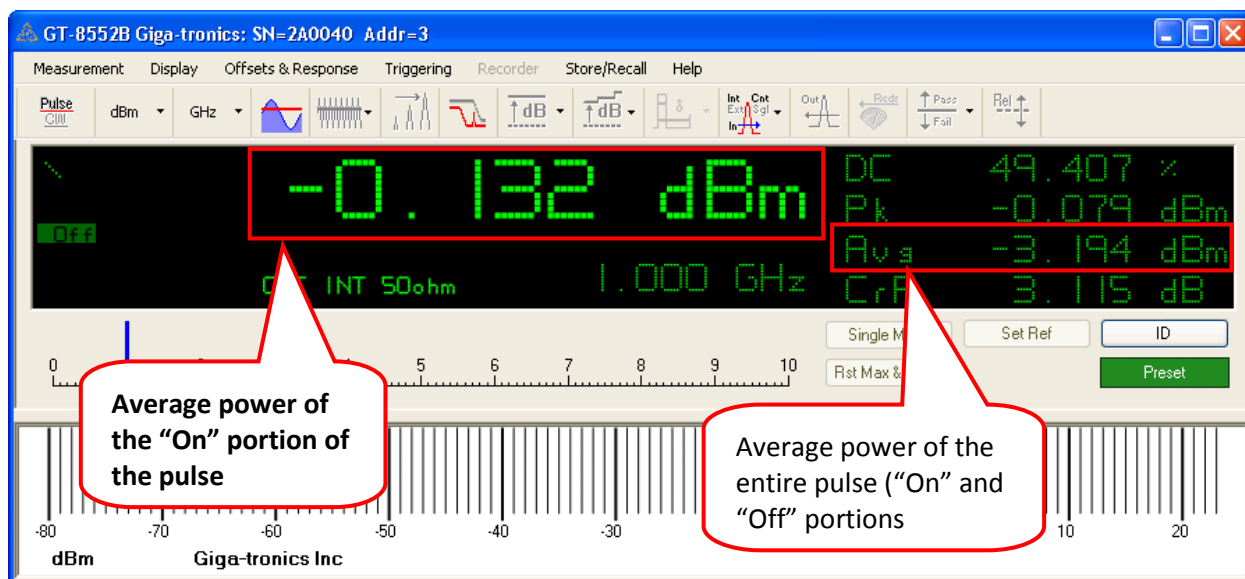 GT-8552B Giga-tronics: SN=2A0040 Addr=3
Measurement Display Offsets & Response Triggering Recorder Store/Recall Help
Pulse
CW
dBm
GHz
dB
dB
δ
Int Cnt
Ext Sgl
In
Out
Rcdr
Pass
Fail
Rel
-0.132 dBm
DC 49.407 %
Pk -0.079 dBm
Off
Avg -3.194 dBm
INT 50ohm
1.000 GHz
CrF 3.115 dB
Set Ref
ID
0 5 6 7 8 9 10
Rst Max &
Preset
Average power of
the “On” portion of
the pulse
Average power of the
entire pulse (“On” and
“Off” portions
-80 -70 -60 -50 -40 -30 10 20
dBm Giga-tronics Inc